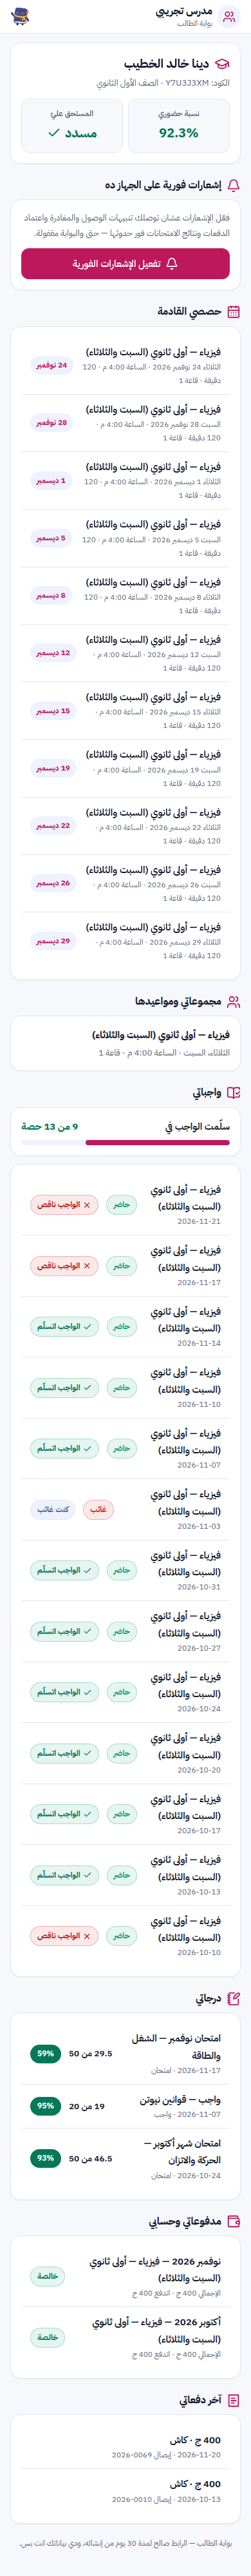 مدرس تجريبي
بوابة الطالب
دينا خالد الخطيب
الكود: Y7U3J3XM · الصف الأول الثانوي
نسبة حضوري
92.3%
المستحق عليّ
مسدد
إشعارات فورية على الجهاز ده
فعّل الإشعارات عشان توصلك تنبيهات الوصول والمغادرة واعتماد
الدفعات ونتائج الامتحانات فور حدوثها — حتى والبوابة مقفولة.
تفعيل الإشعارات الفورية
حصصي القادمة
فيزياء — أولى ثانوي (السبت والثلاثاء)
الثلاثاء 24 نوفمبر 2026 · الساعة 4:00 م · 120
دقيقة · قاعة 1
24 نوفمبر
فيزياء — أولى ثانوي (السبت والثلاثاء)
السبت 28 نوفمبر 2026 · الساعة 4:00 م ·
120 دقيقة · قاعة 1
28 نوفمبر
فيزياء — أولى ثانوي (السبت والثلاثاء)
الثلاثاء 1 ديسمبر 2026 · الساعة 4:00 م · 120
دقيقة · قاعة 1
1 ديسمبر
فيزياء — أولى ثانوي (السبت والثلاثاء)
السبت 5 ديسمبر 2026 · الساعة 4:00 م · 120
دقيقة · قاعة 1
5 ديسمبر
فيزياء — أولى ثانوي (السبت والثلاثاء)
الثلاثاء 8 ديسمبر 2026 · الساعة 4:00 م · 120
دقيقة · قاعة 1
8 ديسمبر
فيزياء — أولى ثانوي (السبت والثلاثاء)
السبت 12 ديسمبر 2026 · الساعة 4:00 م ·
120 دقيقة · قاعة 1
12 ديسمبر
فيزياء — أولى ثانوي (السبت والثلاثاء)
الثلاثاء 15 ديسمبر 2026 · الساعة 4:00 م ·
120 دقيقة · قاعة 1
15 ديسمبر
فيزياء — أولى ثانوي (السبت والثلاثاء)
السبت 19 ديسمبر 2026 · الساعة 4:00 م ·
120 دقيقة · قاعة 1
19 ديسمبر
فيزياء — أولى ثانوي (السبت والثلاثاء)
الثلاثاء 22 ديسمبر 2026 · الساعة 4:00 م ·
120 دقيقة · قاعة 1
22 ديسمبر
فيزياء — أولى ثانوي (السبت والثلاثاء)
السبت 26 ديسمبر 2026 · الساعة 4:00 م ·
120 دقيقة · قاعة 1
26 ديسمبر
فيزياء — أولى ثانوي (السبت والثلاثاء)
الثلاثاء 29 ديسمبر 2026 · الساعة 4:00 م ·
120 دقيقة · قاعة 1
29 ديسمبر
مجموعاتي ومواعيدها
فيزياء — أولى ثانوي (السبت والثلاثاء)
الثلاثاء، السبت · الساعة 4:00 م · قاعة 1
واجباتي
سلّمت الواجب في
9 من 13 حصة
فيزياء — أولى ثانوي
(السبت والثلاثاء)
2026-11-21
حاضر
الواجب ناقص
فيزياء — أولى ثانوي
(السبت والثلاثاء)
2026-11-17
حاضر
الواجب ناقص
فيزياء — أولى ثانوي
(السبت والثلاثاء)
2026-11-14
حاضر
الواجب اتسلّم
فيزياء — أولى ثانوي
(السبت والثلاثاء)
2026-11-10
حاضر
الواجب اتسلّم
فيزياء — أولى ثانوي
(السبت والثلاثاء)
2026-11-07
حاضر
الواجب اتسلّم
فيزياء — أولى ثانوي
(السبت والثلاثاء)
2026-11-03
غائب
كنت غائب
فيزياء — أولى ثانوي
(السبت والثلاثاء)
2026-10-31
حاضر
الواجب اتسلّم
فيزياء — أولى ثانوي
(السبت والثلاثاء)
2026-10-27
حاضر
الواجب اتسلّم
فيزياء — أولى ثانوي
(السبت والثلاثاء)
2026-10-24
حاضر
الواجب اتسلّم
فيزياء — أولى ثانوي
(السبت والثلاثاء)
2026-10-20
حاضر
الواجب اتسلّم
فيزياء — أولى ثانوي
(السبت والثلاثاء)
2026-10-17
حاضر
الواجب اتسلّم
فيزياء — أولى ثانوي
(السبت والثلاثاء)
2026-10-13
حاضر
الواجب اتسلّم
فيزياء — أولى ثانوي
(السبت والثلاثاء)
2026-10-10
حاضر
الواجب ناقص
درجاتي
امتحان نوفمبر — الشغل
والطاقة
2026-11-17 · امتحان
29.5 من 50
59%
واجب — قوانين نيوتن
2026-11-07 · واجب
19 من 20
95%
امتحان شهر أكتوبر —
الحركة والاتزان
2026-10-24 · امتحان
46.5 من 50
93%
مدفوعاتي وحسابي
نوفمبر 2026 — فيزياء — أولى ثانوي
(السبت والثلاثاء)
الإجمالي 400 ج · اتدفع 400 ج
خالصة
أكتوبر 2026 — فيزياء — أولى ثانوي
(السبت والثلاثاء)
الإجمالي 400 ج · اتدفع 400 ج
خالصة
آخر دفعاتي
400 ج · كاش
2026-11-20 · إيصال 0069-2026
400 ج · كاش
2026-10-13 · إيصال 0010-2026
بوابة الطالب — الرابط صالح لمدة 30 يوم من إنشائه، ودي بياناتك انت بس.